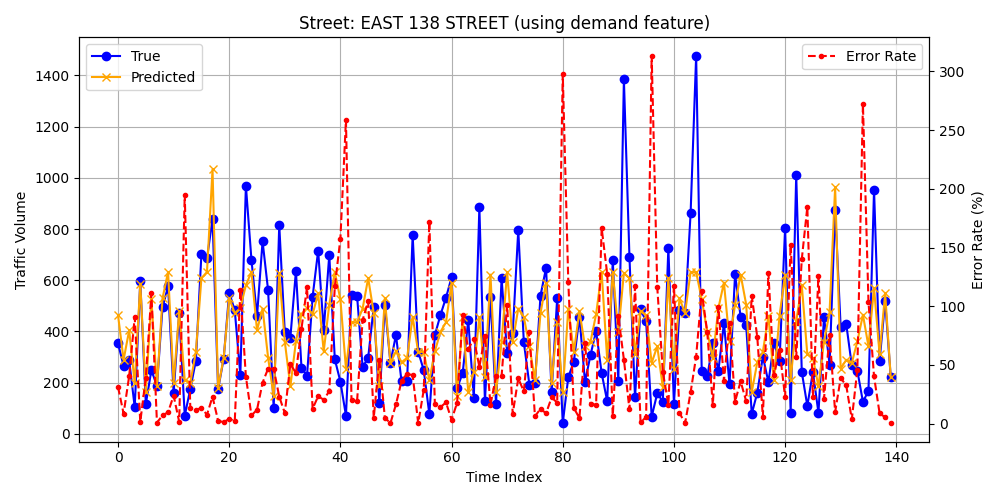 Street: EAST 138 STREET (using demand feature)
True
Predicted
Error Rate
Traffic Volume
1400
1200
1000
800
600
400
200
0
300
250
200
150
100
50
0
Error Rate (%)
0 20 40 60 80 100 120 140
Time Index